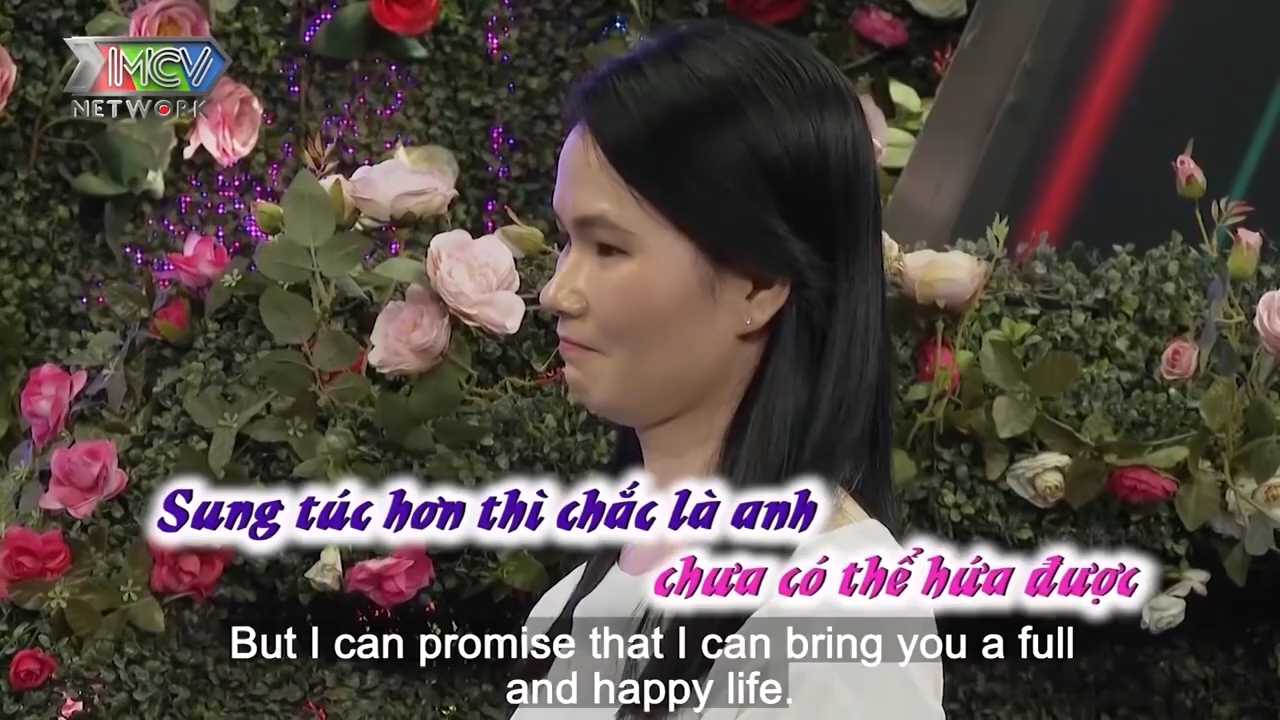 MCV
NETWORK
Sung túc hơn thì chắc là anh
chưa có thể hứa được
But I can promise that I can bring you a full
and happy life.